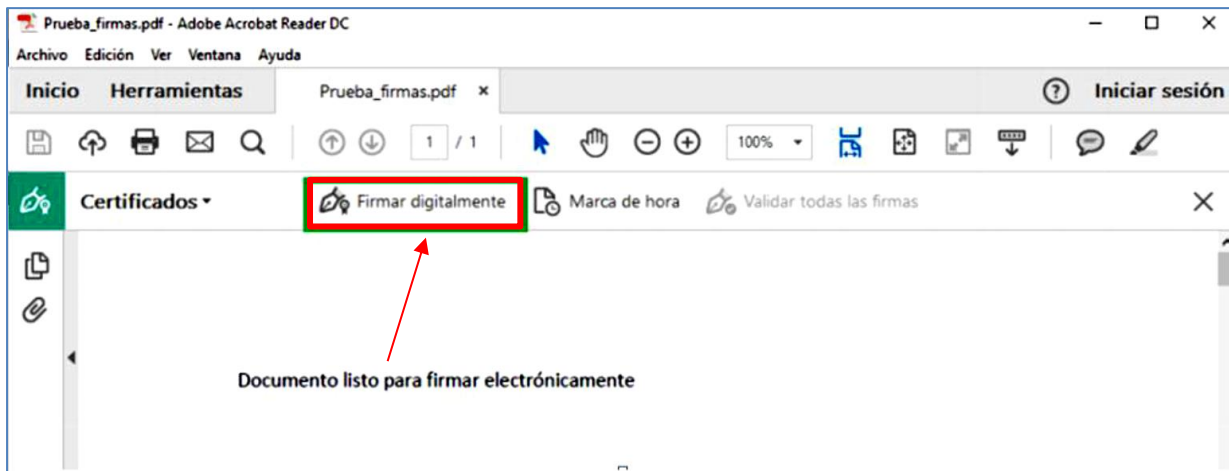 Prueba_firmas.pdf - Adobe Acrobat Reader DC
Archivo Edición Ver Ventana Ayuda
Inicio Herramientas Prueba_firmas.pdf × ? Iniciar sesión
1 / 1 100%
Certificados Firmar digitalmente Marca de hora Validar todas las firmas
Documento listo para firmar electrónicamente